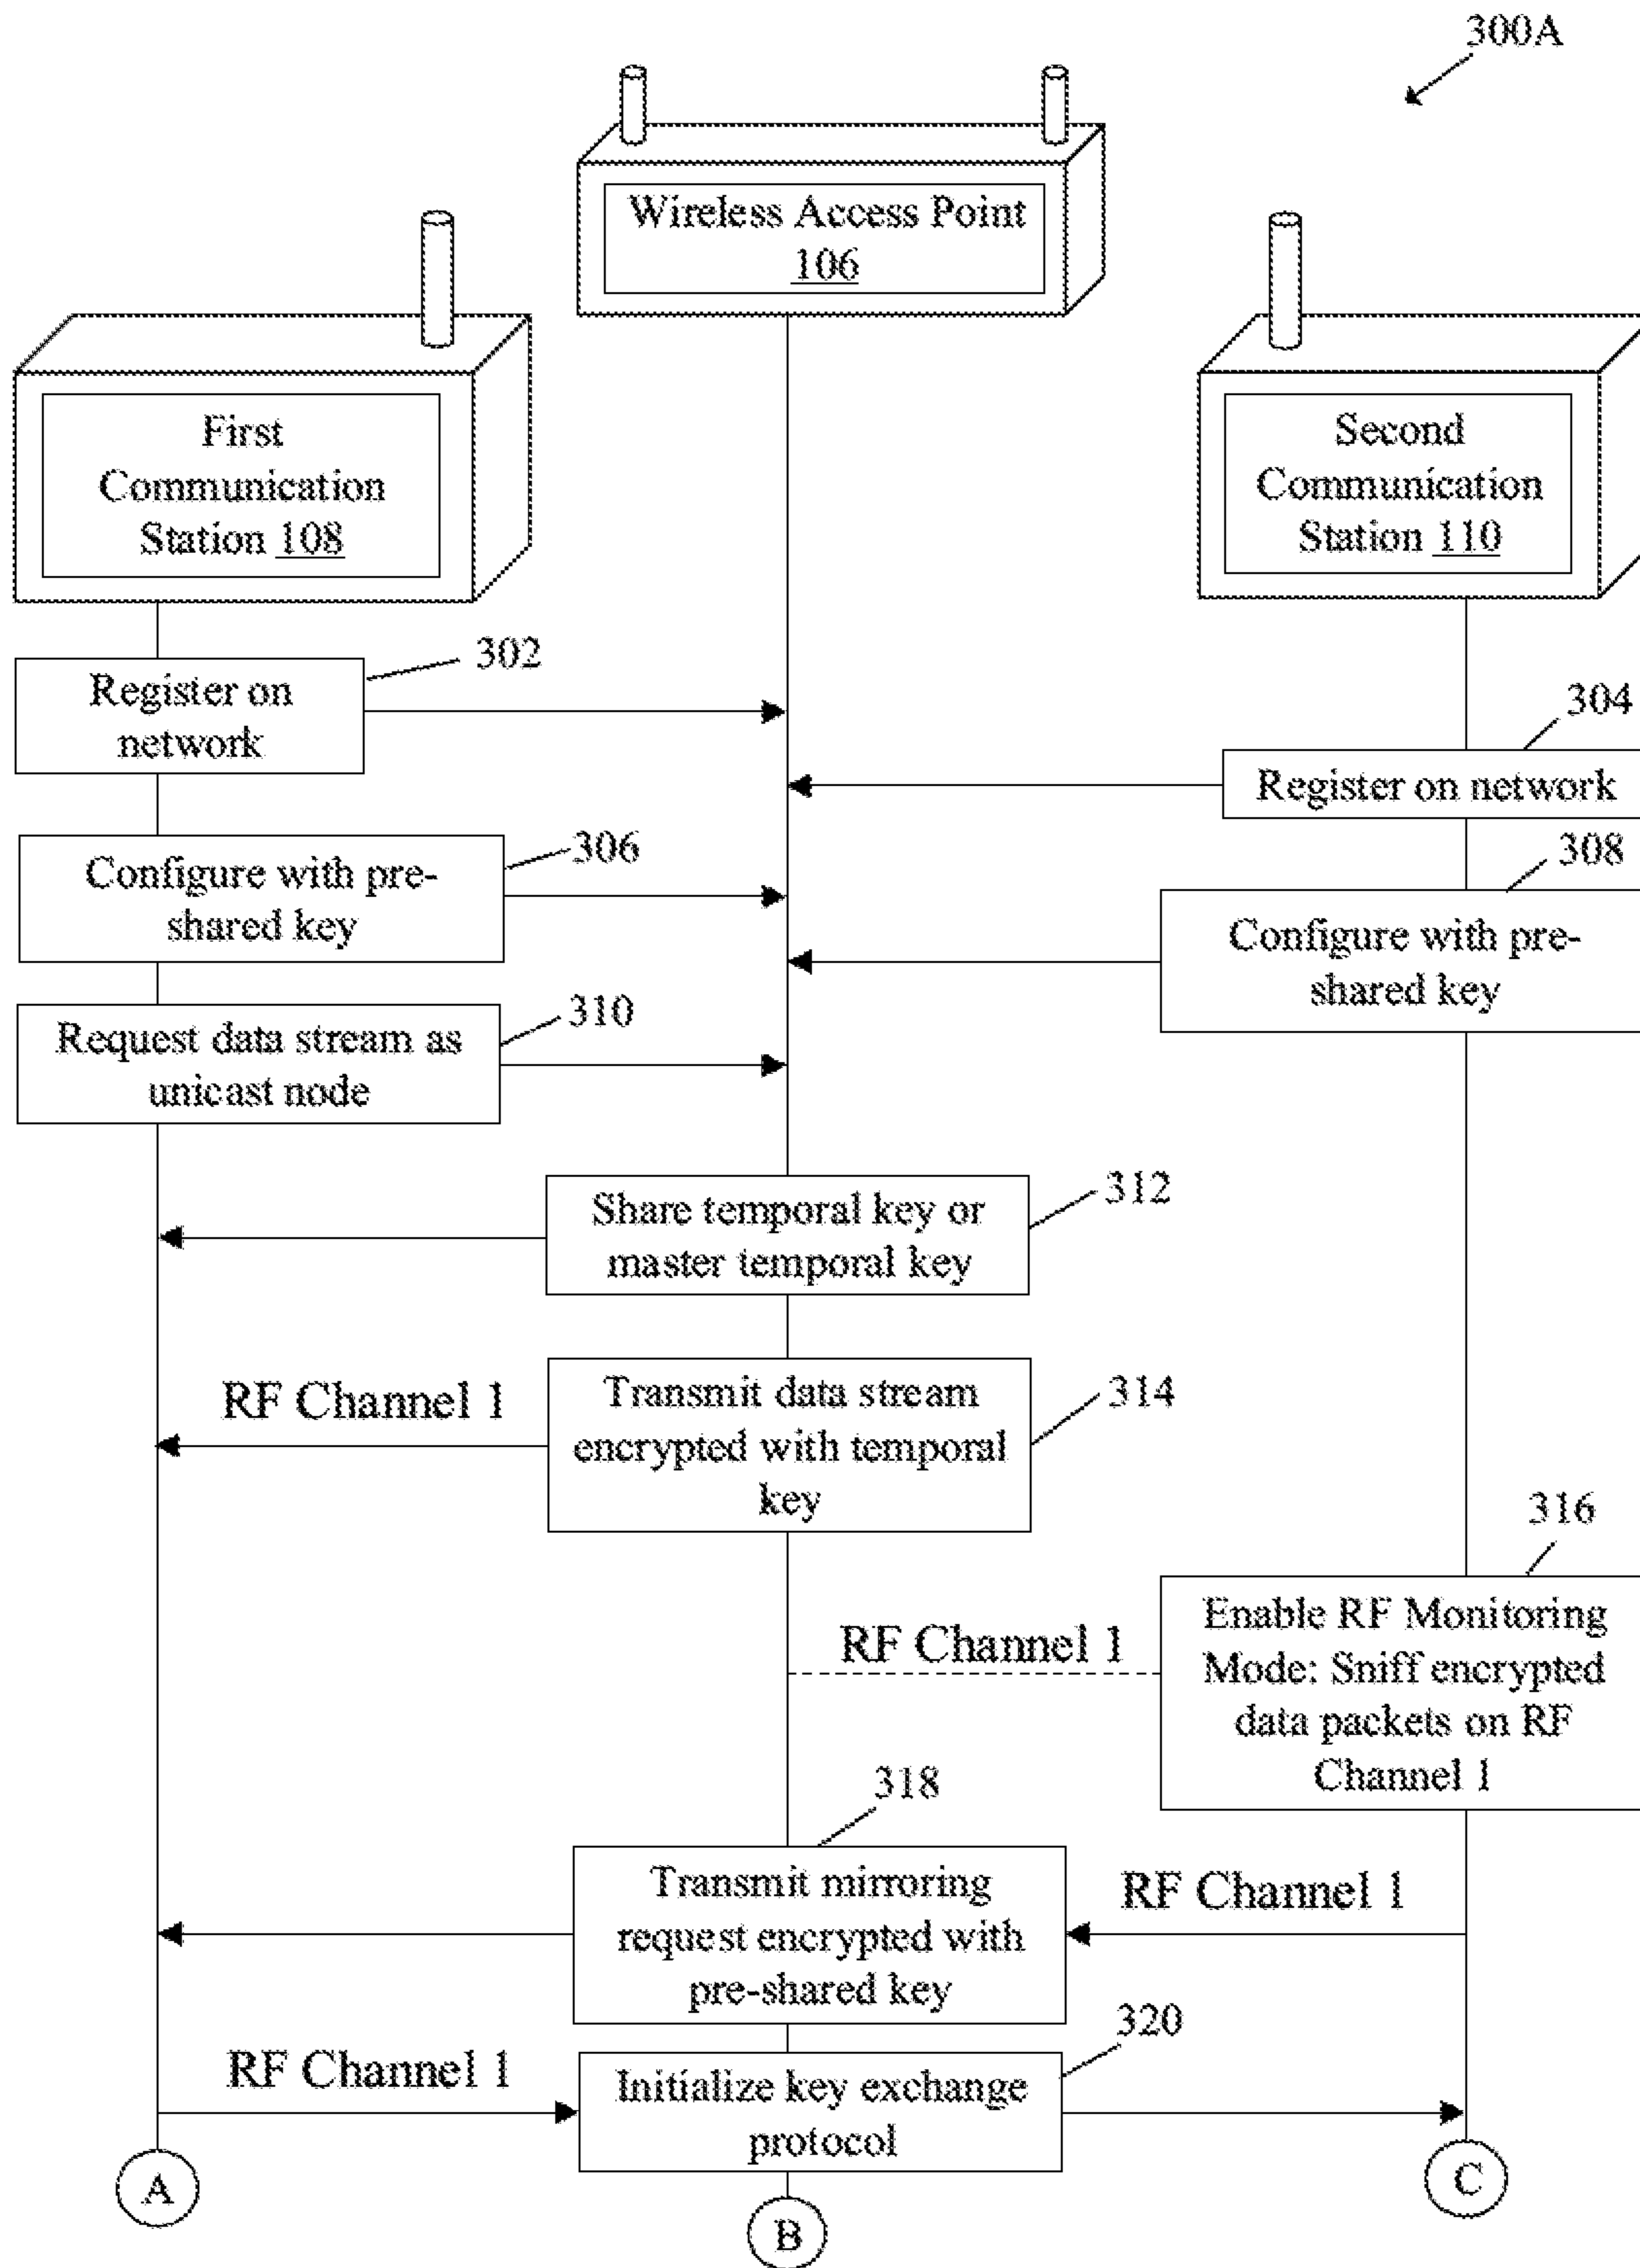 300A
Wireless Access Point
106
First
Communication
Station 108
Second
Communication
Station 110
302
Register on
network
304
Register on network
306
Configure with pre-
shared key
308
Configure with pre-
shared key
310
Request data stream as
unicast node
312
Share temporal key or
master temporal key
314
RF Channel 1
Transmit data stream
encrypted with temporal
key
316
RF Channel 1
Enable RF Monitoring
Mode: Sniff encrypted
data packets on RF
Channel 1
318
Transmit mirroring
request encrypted with
pre-shared key
RF Channel 1
320
RF Channel 1
Initialize key exchange
protocol
A
B
C